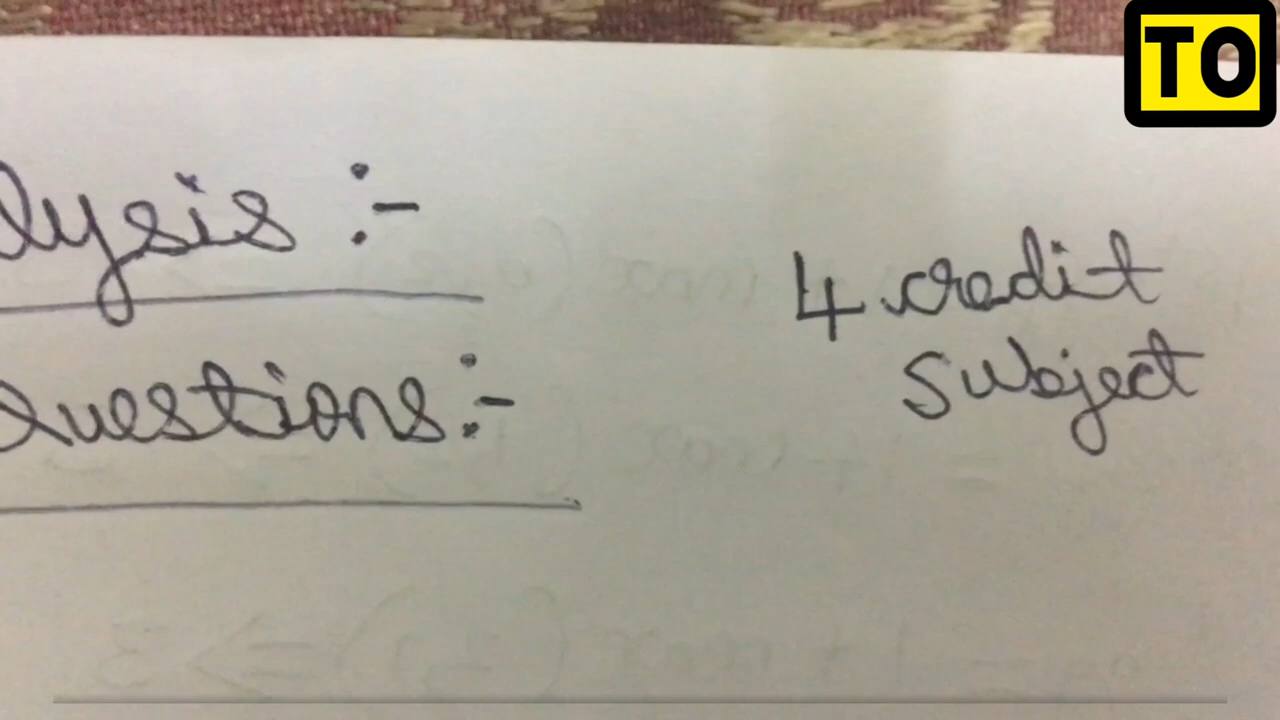 TO
lysis :-
4 credit
subject
Questions :-